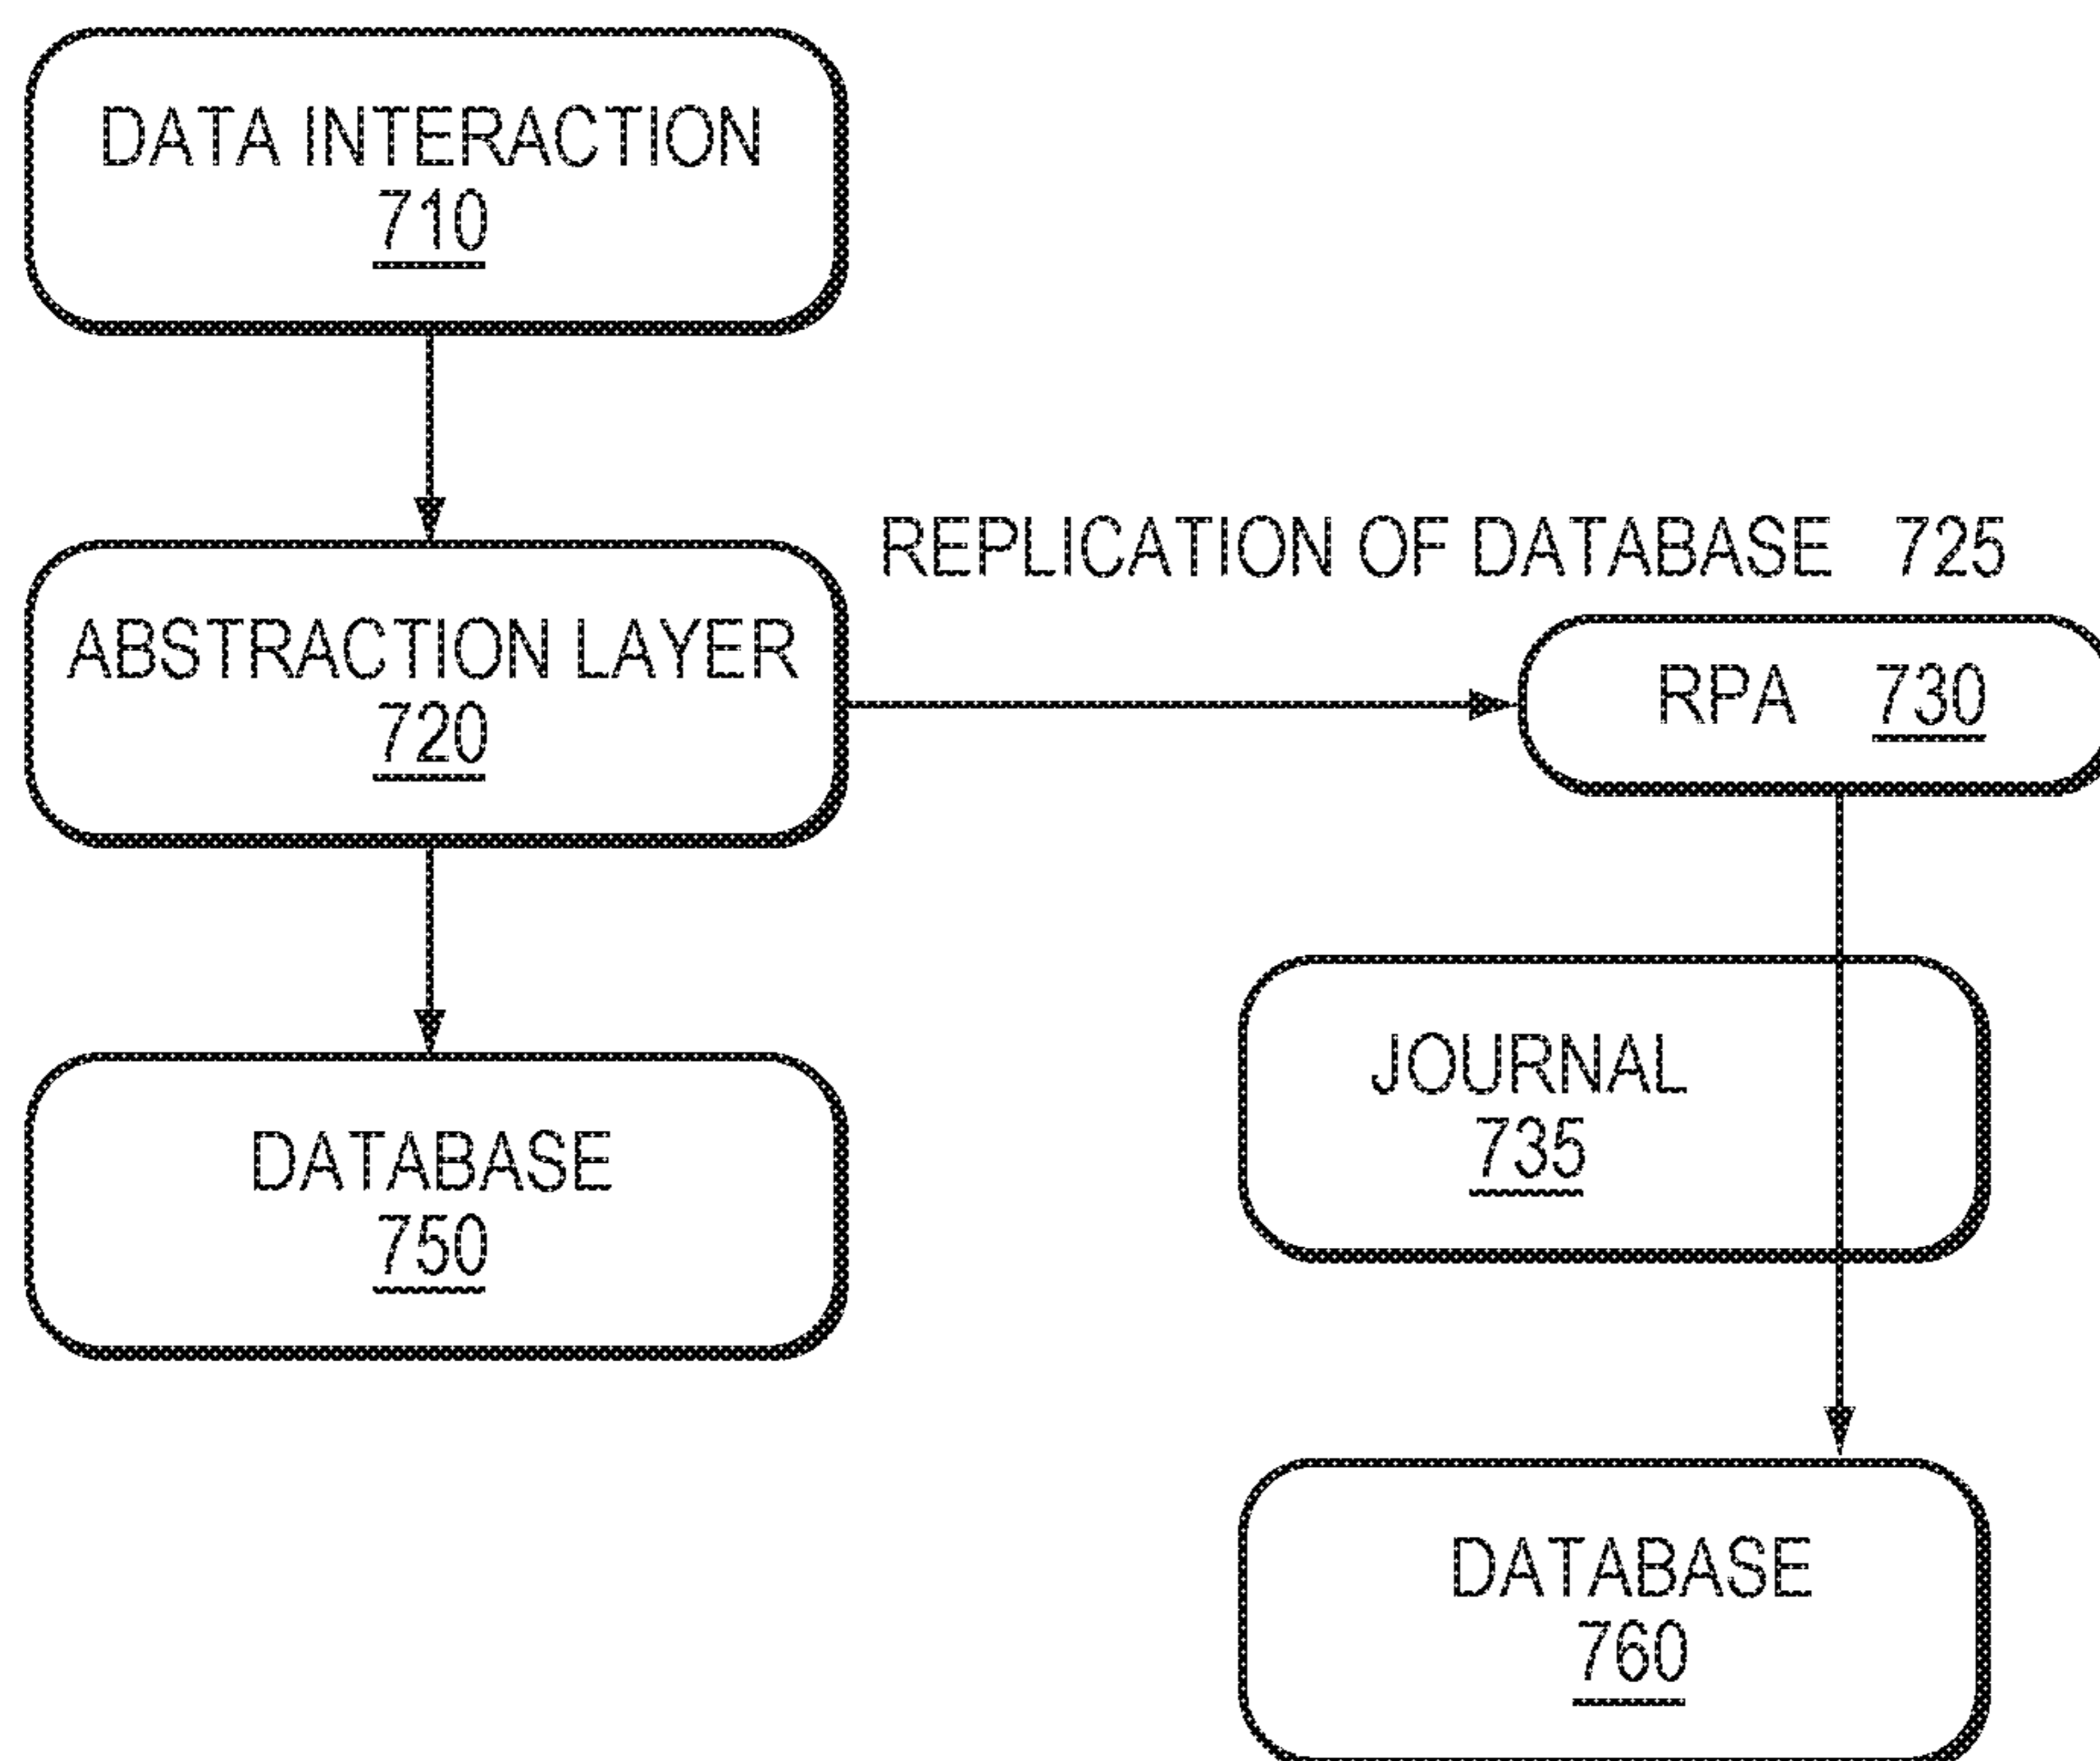 DATA INTERACTION
710
REPLICATION OF DATABASE 725
ABSTRACTION LAYER
720
RPA 730
JOURNAL
735
DATABASE
750
DATABASE
760